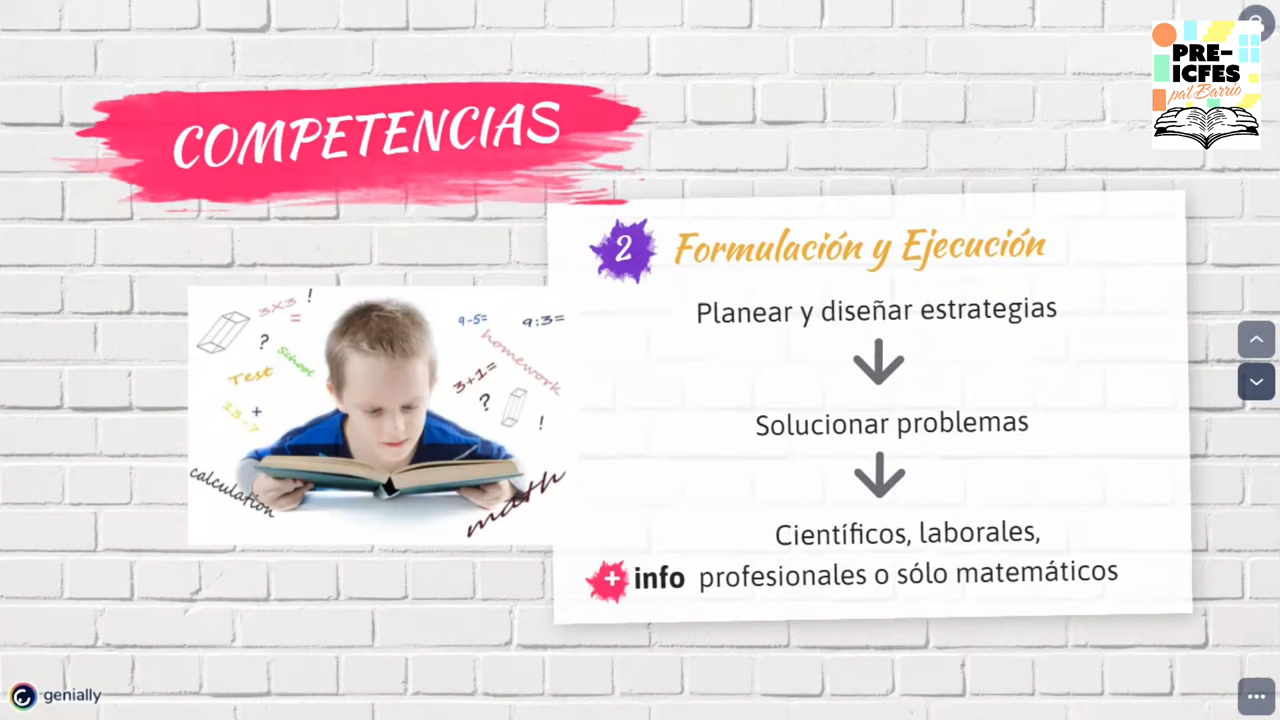 PRE-
ICFES
pal Barrio
COMPETENCIAS
2
Formulación y Ejecución
Planear y diseñar estrategias
Solucionar problemas
Científicos, laborales,
+ info profesionales o sólo matemáticos
3x3 !
=
?
School
Test
+
calculation
9-5=
9:3=
homework
3+1=
?
!
math
genially